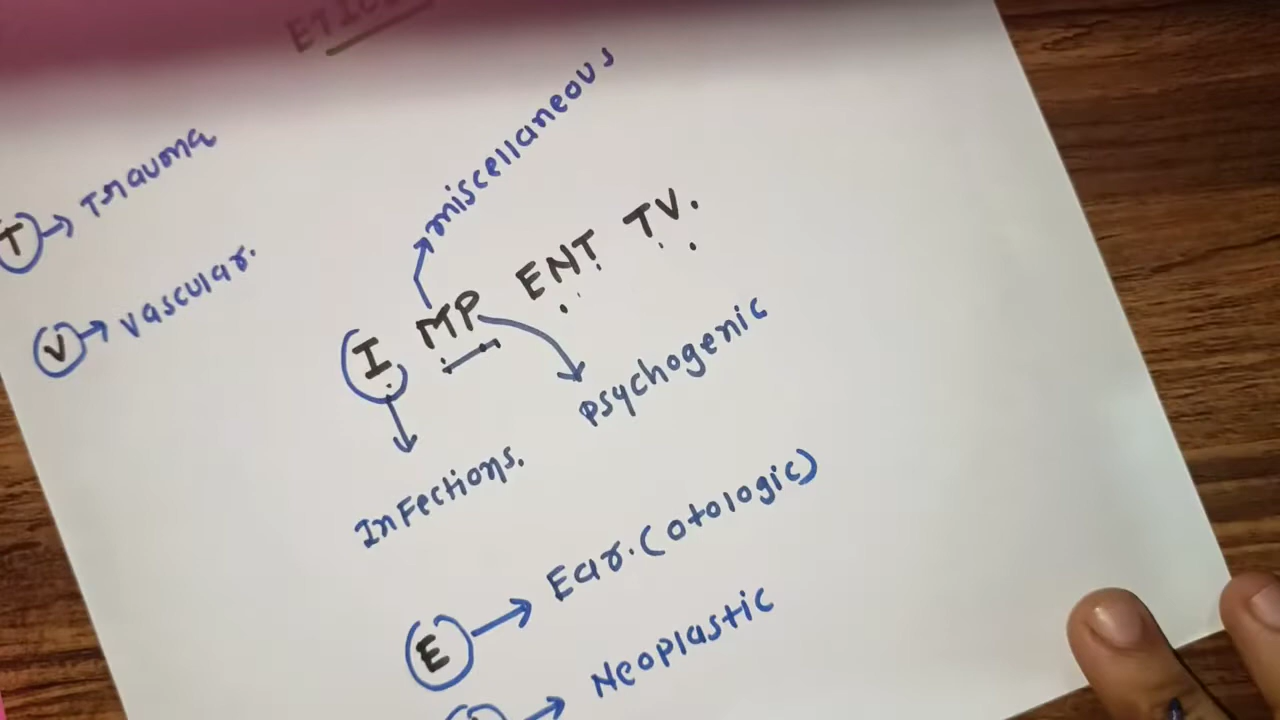 miscellaneous
T → Trauma
V → Vascular.
I MP ENT TV.
Psychogenic
Infections.
E → Ear. (otologic)
→ Neoplastic